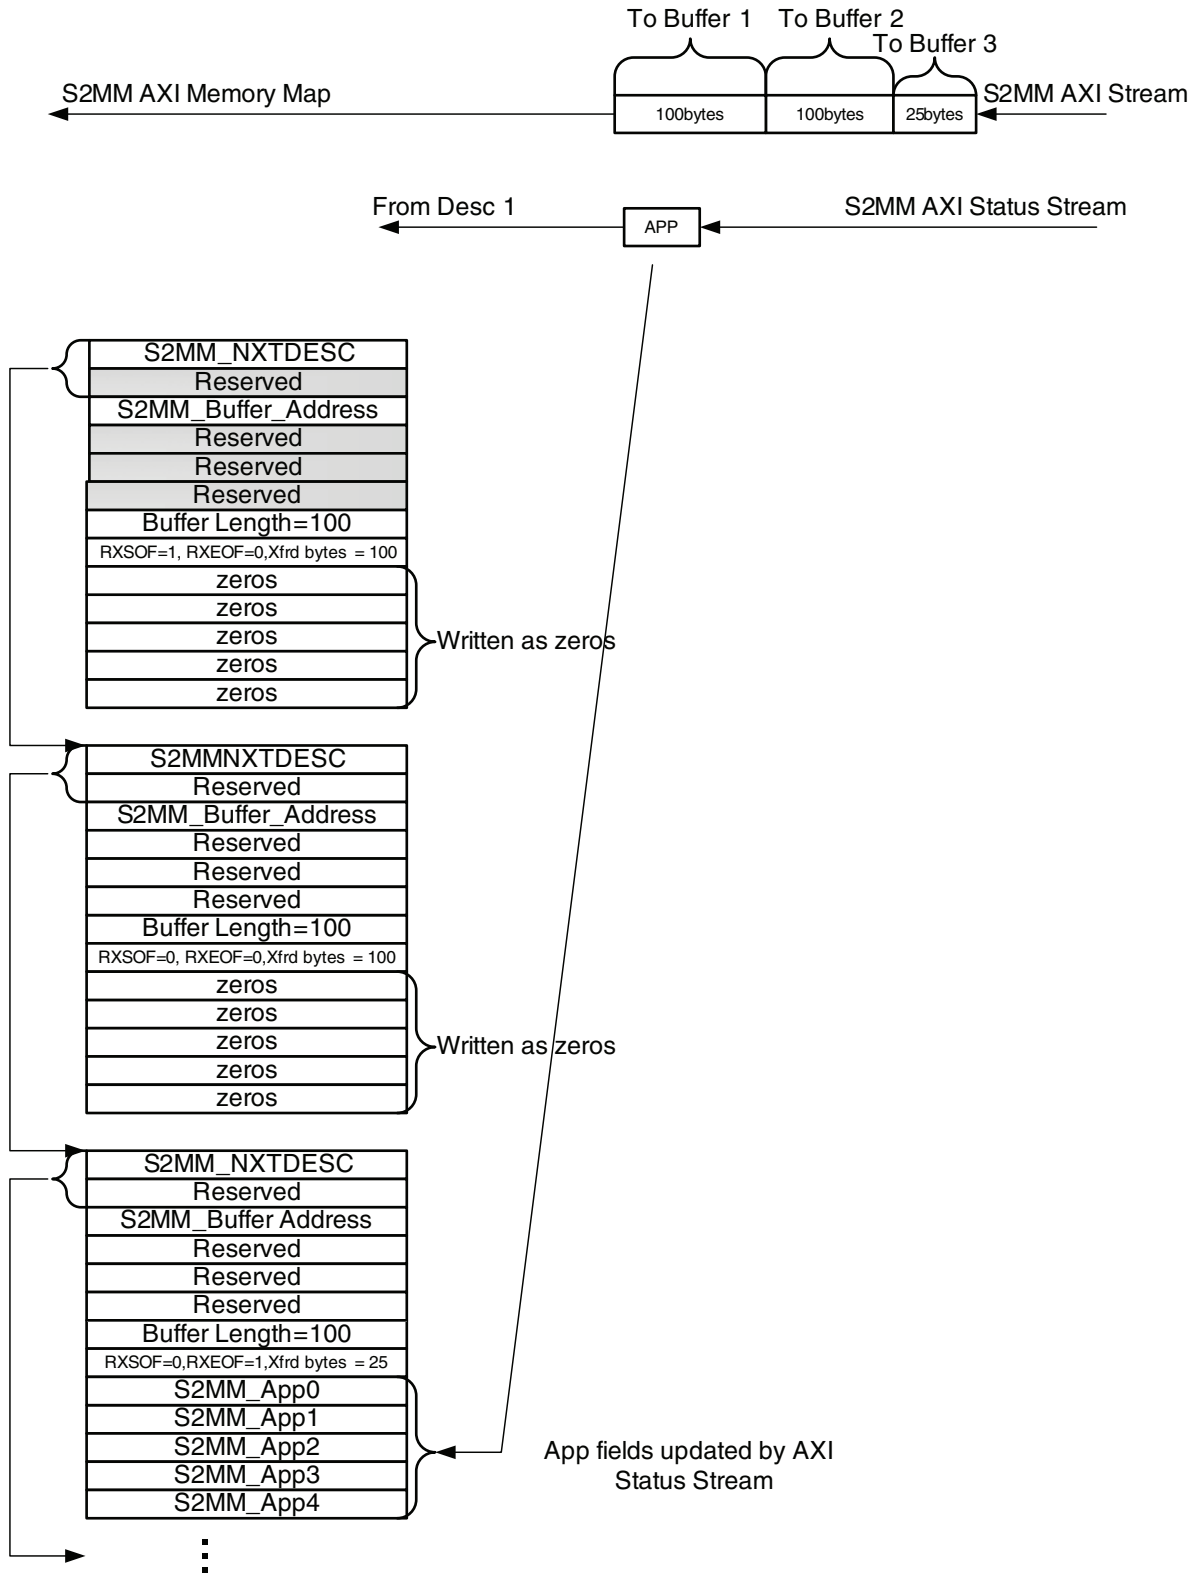 To Buffer 1
To Buffer 2
To Buffer 3
S2MM AXI Memory Map
S2MM AXI Stream
100bytes
100bytes
25bytes
From Desc 1
S2MM AXI Status Stream
APP
S2MM_NXTDESC
Reserved
S2MM_Buffer_Address
Reserved
Reserved
Reserved
Buffer Length=100
RXSOF=1, RXEOF=0,Xfrd bytes = 100
zeros
zeros
zeros
zeros
zeros
Written as zeros
S2MMNXTDESC
Reserved
S2MM_Buffer_Address
Reserved
Reserved
Reserved
Buffer Length=100
RXSOF=0, RXEOF=0,Xfrd bytes = 100
zeros
zeros
zeros
zeros
zeros
Written as zeros
S2MM_NXTDESC
Reserved
S2MM_Buffer Address
Reserved
Reserved
Reserved
Buffer Length=100
RXSOF=0,RXEOF=1,Xfrd bytes = 25
S2MM_App0
S2MM_App1
S2MM_App2
S2MM_App3
S2MM_App4
App fields updated by AXI
Status Stream